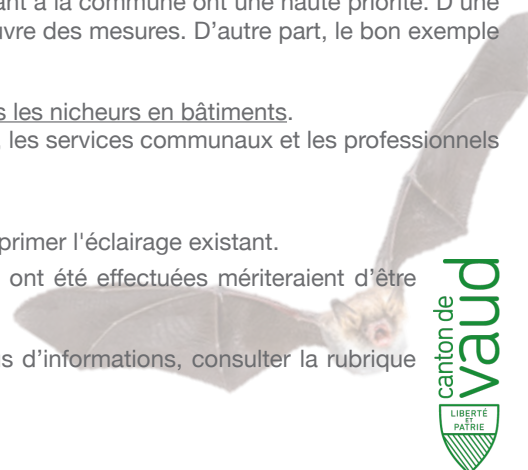 ant à la commune ont une haute priorité. D'une
uvre des mesures. D'autre part, le bon exemple
s les nicheurs en bâtiments.
les services communaux et les professionnels
primer l'éclairage existant.
ont été effectuées mériteraient d'être
s d'informations, consulter la rubrique
canton de
vaud
LIBERTÉ
ET
PATRIE